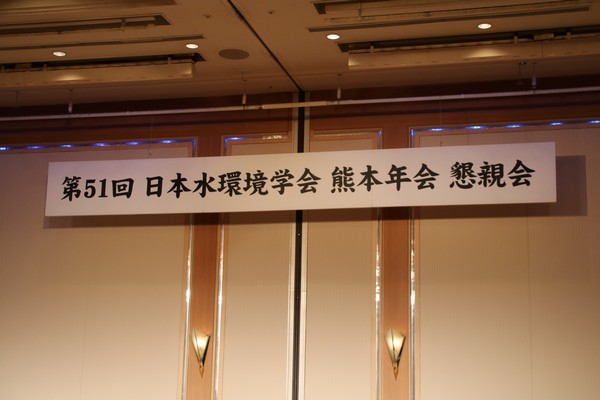 第51回 日本水環境学会 熊本年会 懇親会